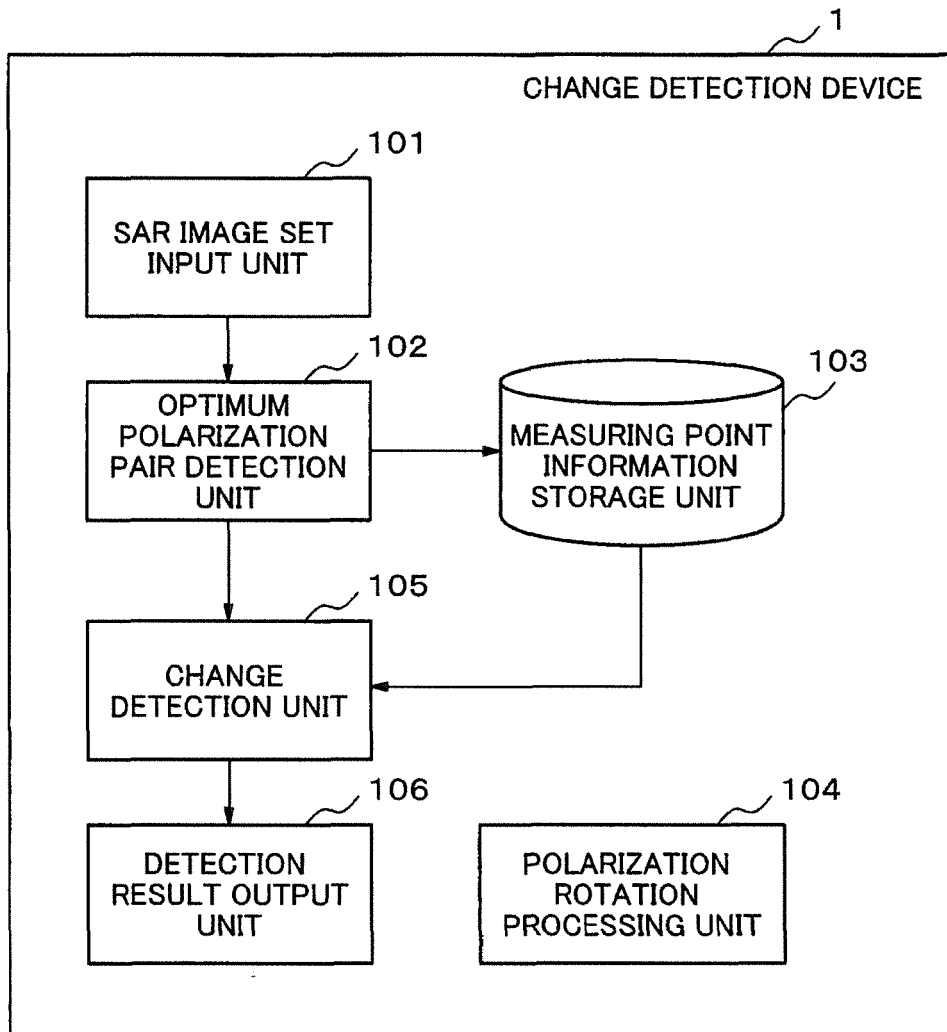 1
CHANGE DETECTION DEVICE
101
SAR IMAGE SET
INPUT UNIT
102
OPTIMUM
POLARIZATION
PAIR DETECTION
UNIT
103
MEASURING POINT
INFORMATION
STORAGE UNIT
105
CHANGE
DETECTION UNIT
106
DETECTION
RESULT OUTPUT
UNIT
104
POLARIZATION
ROTATION
PROCESSING UNIT